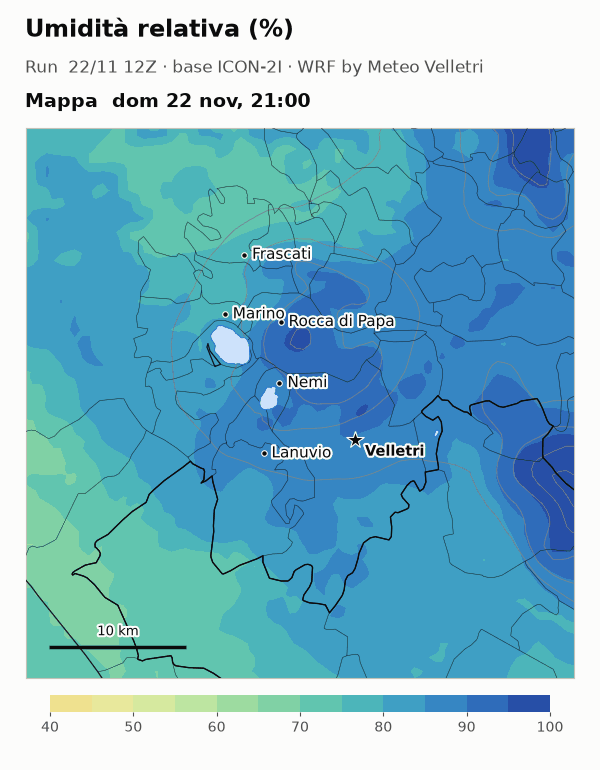 Umidità relativa (%)
Run  22/11 12Z · base ICON-2I · WRF by Meteo Velletri
Mappa  dom 22 nov, 21:00
Frascati
Marino
Rocca di Papa
Nemi
Velletri
Lanuvio
10 km
40 50 60 70 80 90 100